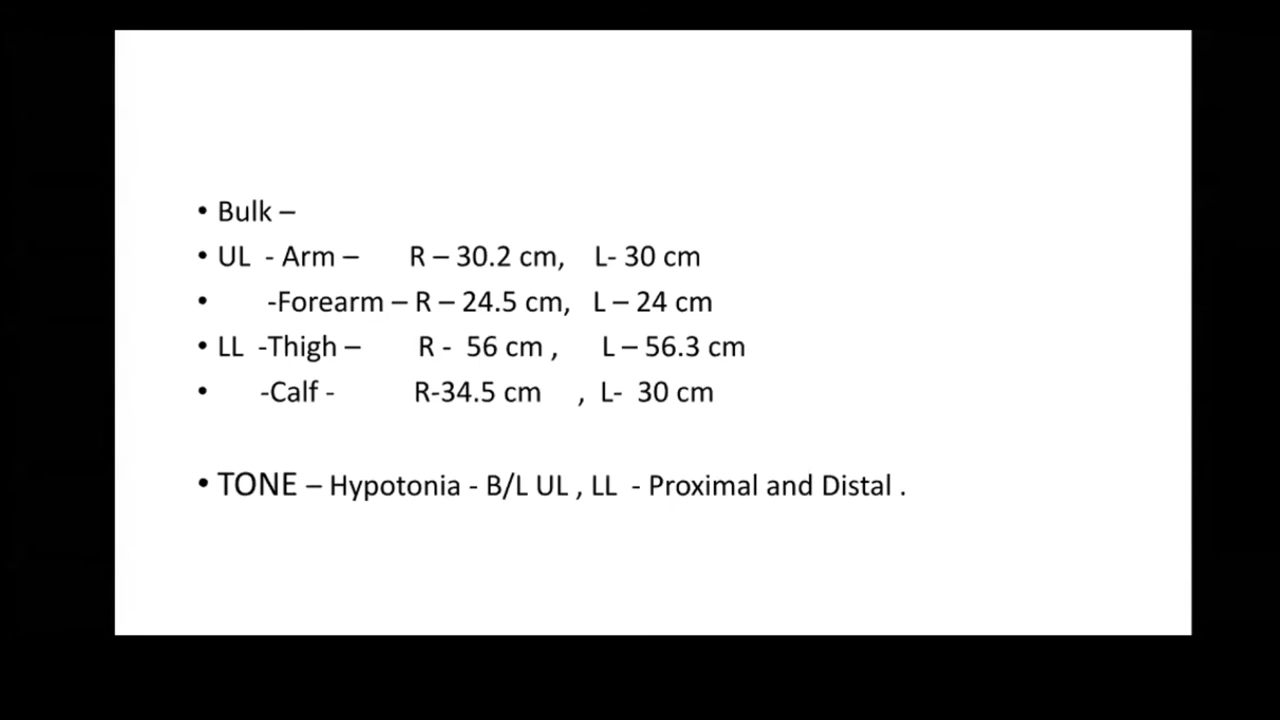 • Bulk –
• UL - Arm – R – 30.2 cm, L- 30 cm
• -Forearm – R – 24.5 cm, L – 24 cm
• LL -Thigh – R - 56 cm , L – 56.3 cm
• -Calf - R-34.5 cm , L- 30 cm
• TONE – Hypotonia - B/L UL , LL - Proximal and Distal .